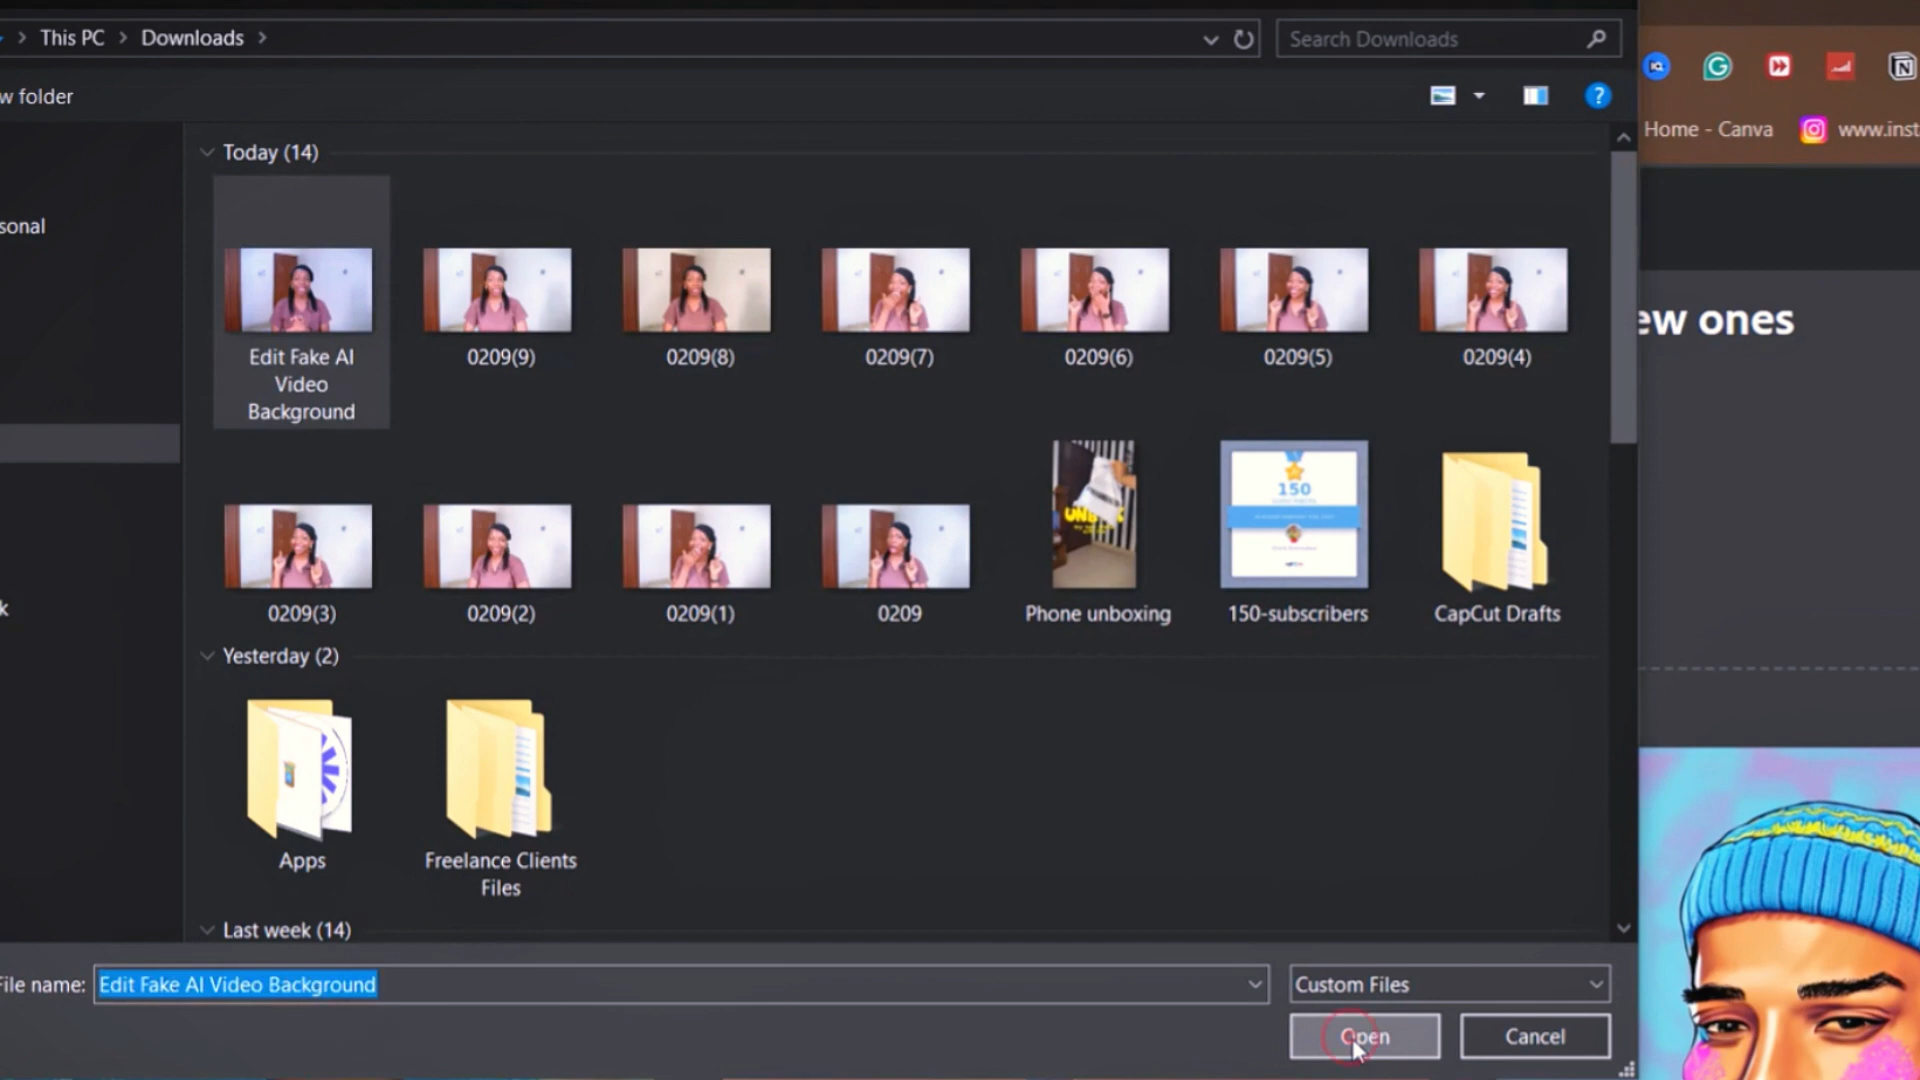 This PC > Downloads >
Search Downloads
w folder
?
Home - Canva
www.inst
sonal
Today (14)
ew ones
Edit Fake AI
Video
Background
0209(9)
0209(8)
0209(7)
0209(6)
0209(5)
0209(4)
150
0209(3)
0209(2)
0209(1)
0209
Phone unboxing
150-subscribers
CapCut Drafts
k
Yesterday (2)
Apps
Freelance Clients
Files
Last week (14)
File name:
Edit Fake AI Video Background
Custom Files
Open
Cancel